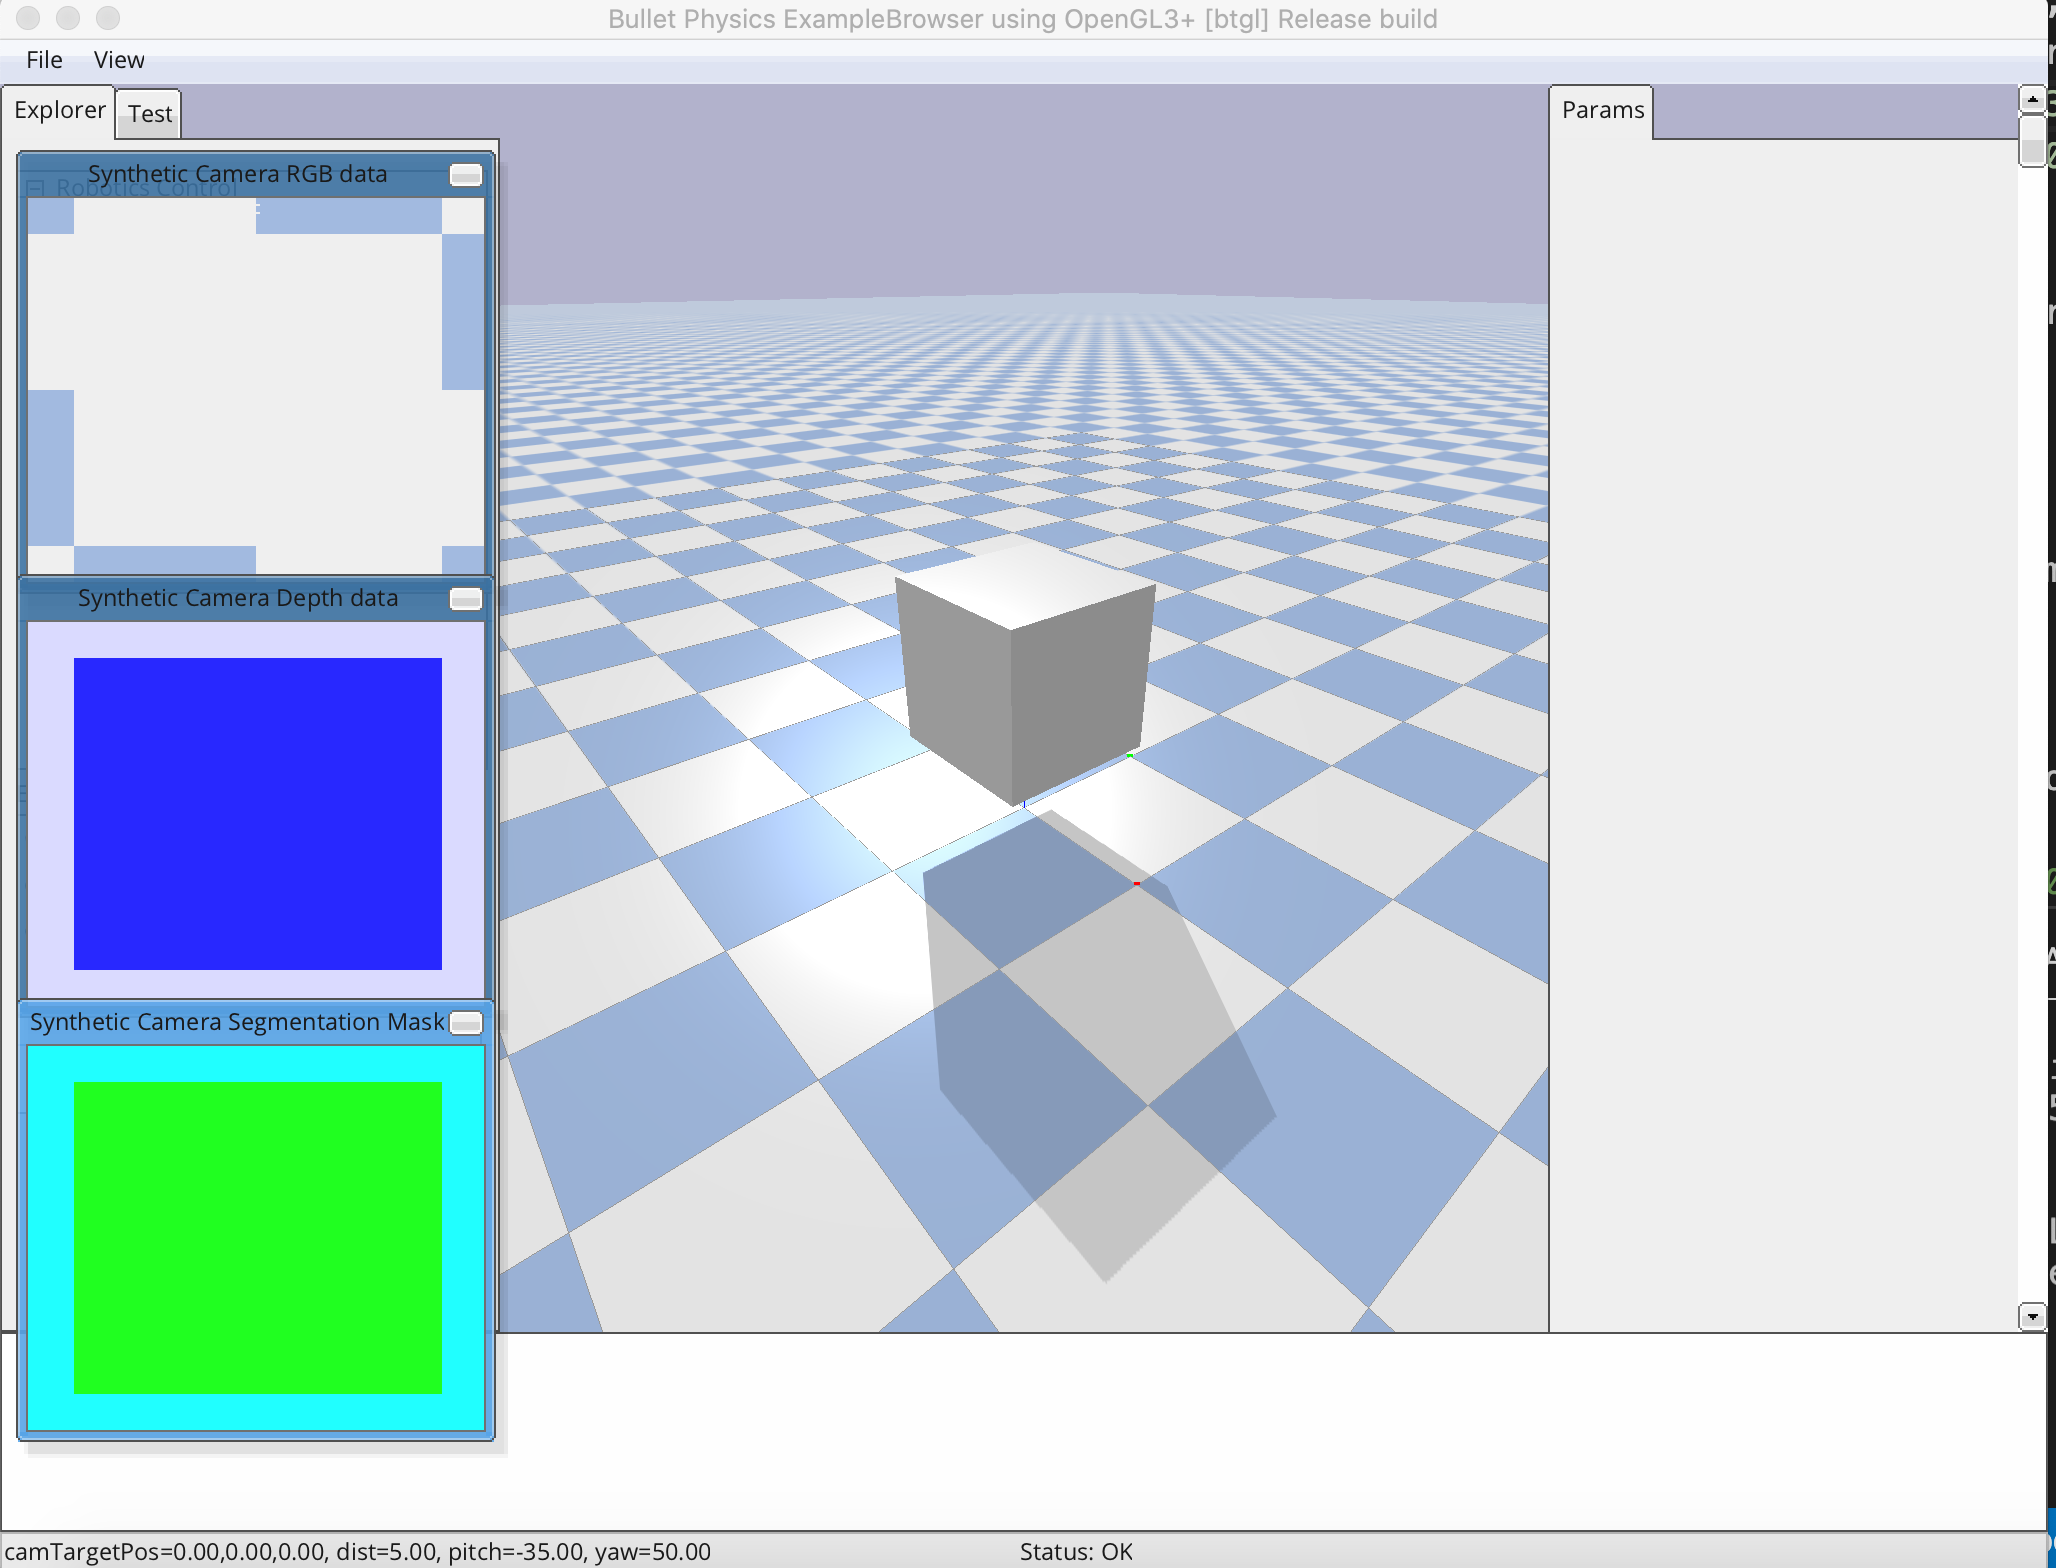 Bullet Physics ExampleBrowser using OpenGL3+ [btgl] Release build
File View
Explorer Test
Params
Synthetic Camera RGB data
Robotics Control
Synthetic Camera Depth data
Synthetic Camera Segmentation Mask
camTargetPos=0.00,0.00,0.00, dist=5.00, pitch=-35.00, yaw=50.00
Status: OK